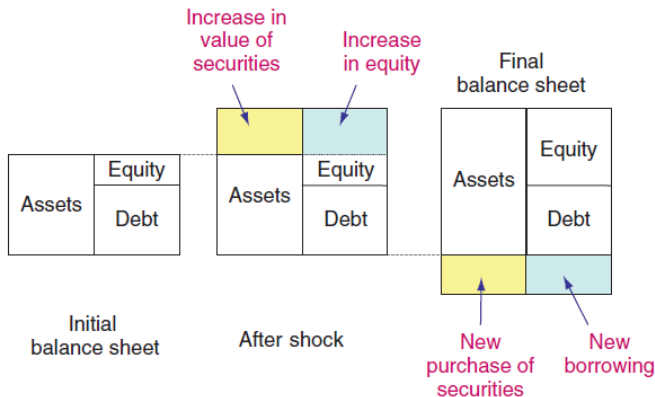 Increase in
value of
securities
Increase
in equity
Final
balance sheet
Assets
Equity
Debt
Assets
Equity
Debt
Assets
Equity
Debt
Initial
balance sheet
After shock
New
purchase of
securities
New
borrowing